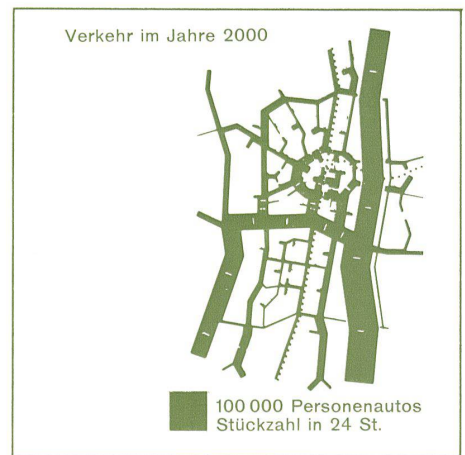 Verkehr im Jahre 2000
100 000 Personenautos
Stückzahl in 24 St.